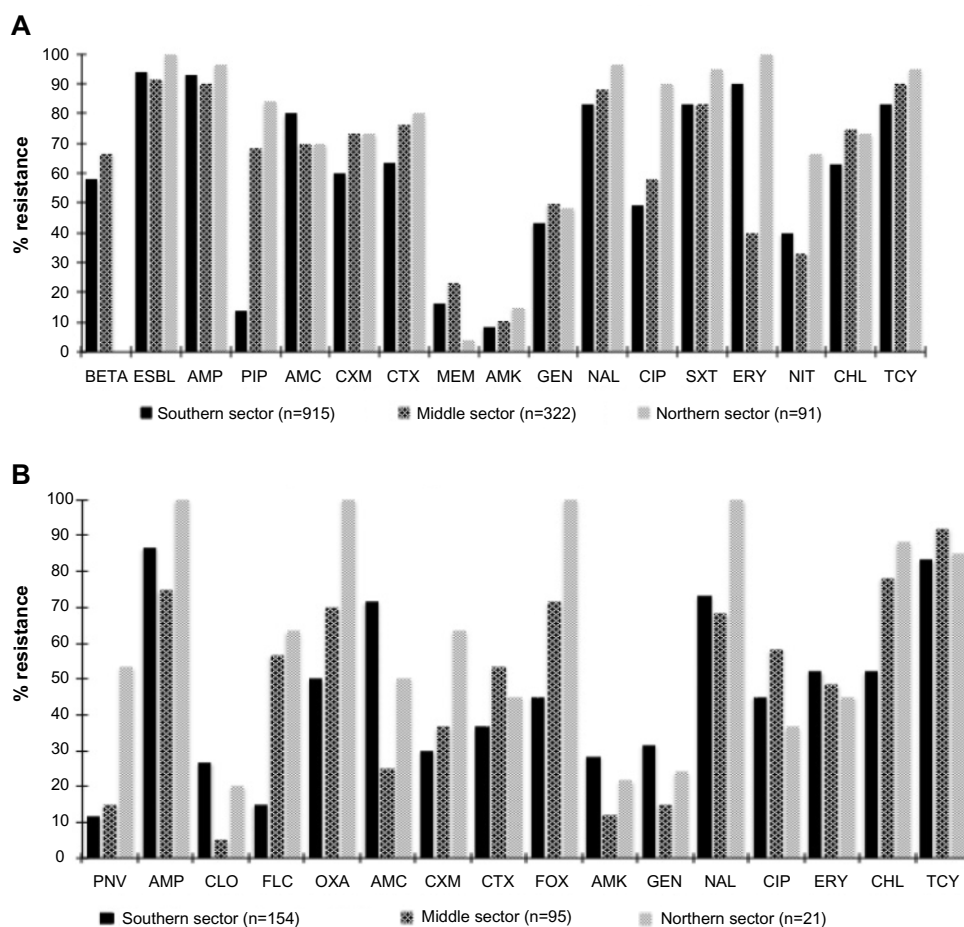 A
% resistance
100
90
80
70
60
50
40
30
20
10
0
BETA ESBL AMP PIP AMC CXM CTX MEM AMK GEN NAL CIP SXT ERY NIT CHL TCY
Southern sector (n=915) Middle sector (n=322) Northern sector (n=91)
B
% resistance
100
90
80
70
60
50
40
30
20
10
0
PNV AMP CLO FLC OXA AMC CXM CTX FOX AMK GEN NAL CIP ERY CHL TCY
Southern sector (n=154) Middle sector (n=95) Northern sector (n=21)